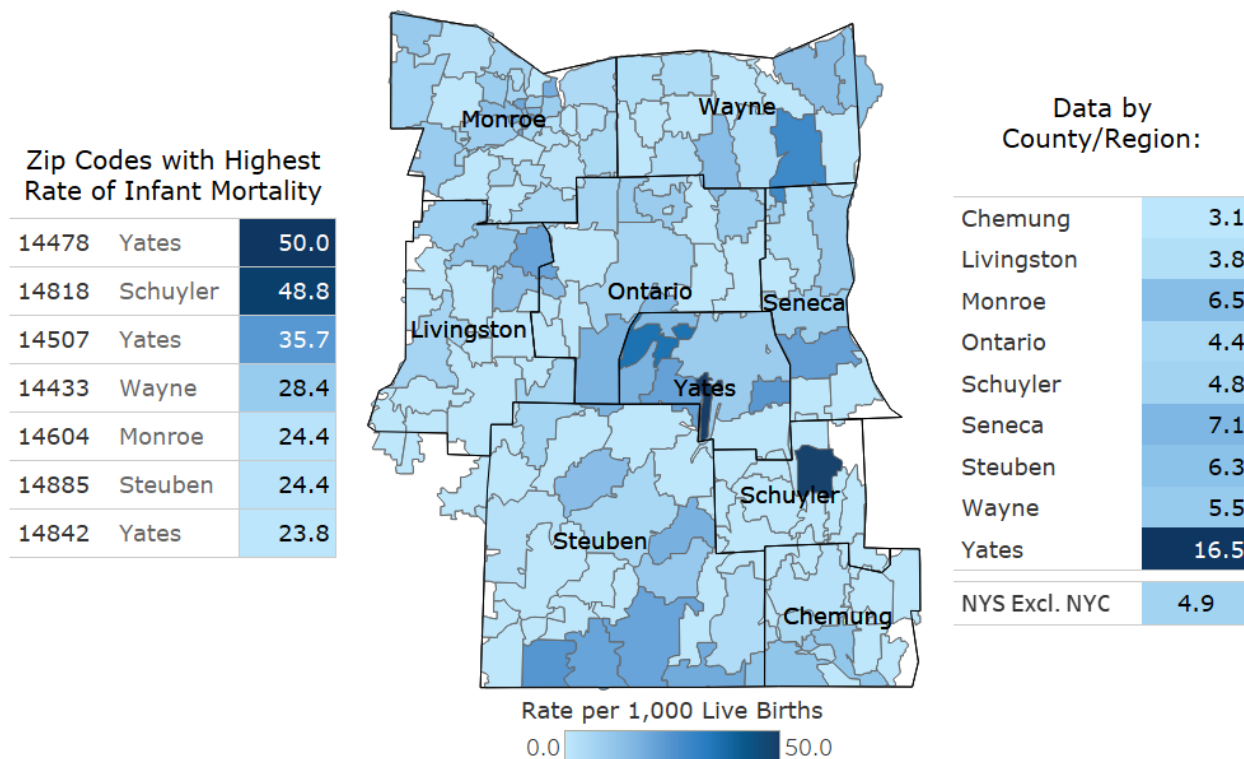 Zip Codes with Highest
Rate of Infant Mortality
14478 Yates 50.0
14818 Schuyler 48.8
14507 Yates 35.7
14433 Wayne 28.4
14604 Monroe 24.4
14885 Steuben 24.4
14842 Yates 23.8
Monroe
Wayne
Ontario
Seneca
Livingston
Yates
Schuyler
Steuben
Chemung
Rate per 1,000 Live Births
0.0 50.0
Data by
County/Region:
Chemung 3.1
Livingston 3.8
Monroe 6.5
Ontario 4.4
Schuyler 4.8
Seneca 7.1
Steuben 6.3
Wayne 5.5
Yates 16.5
NYS Excl. NYC 4.9